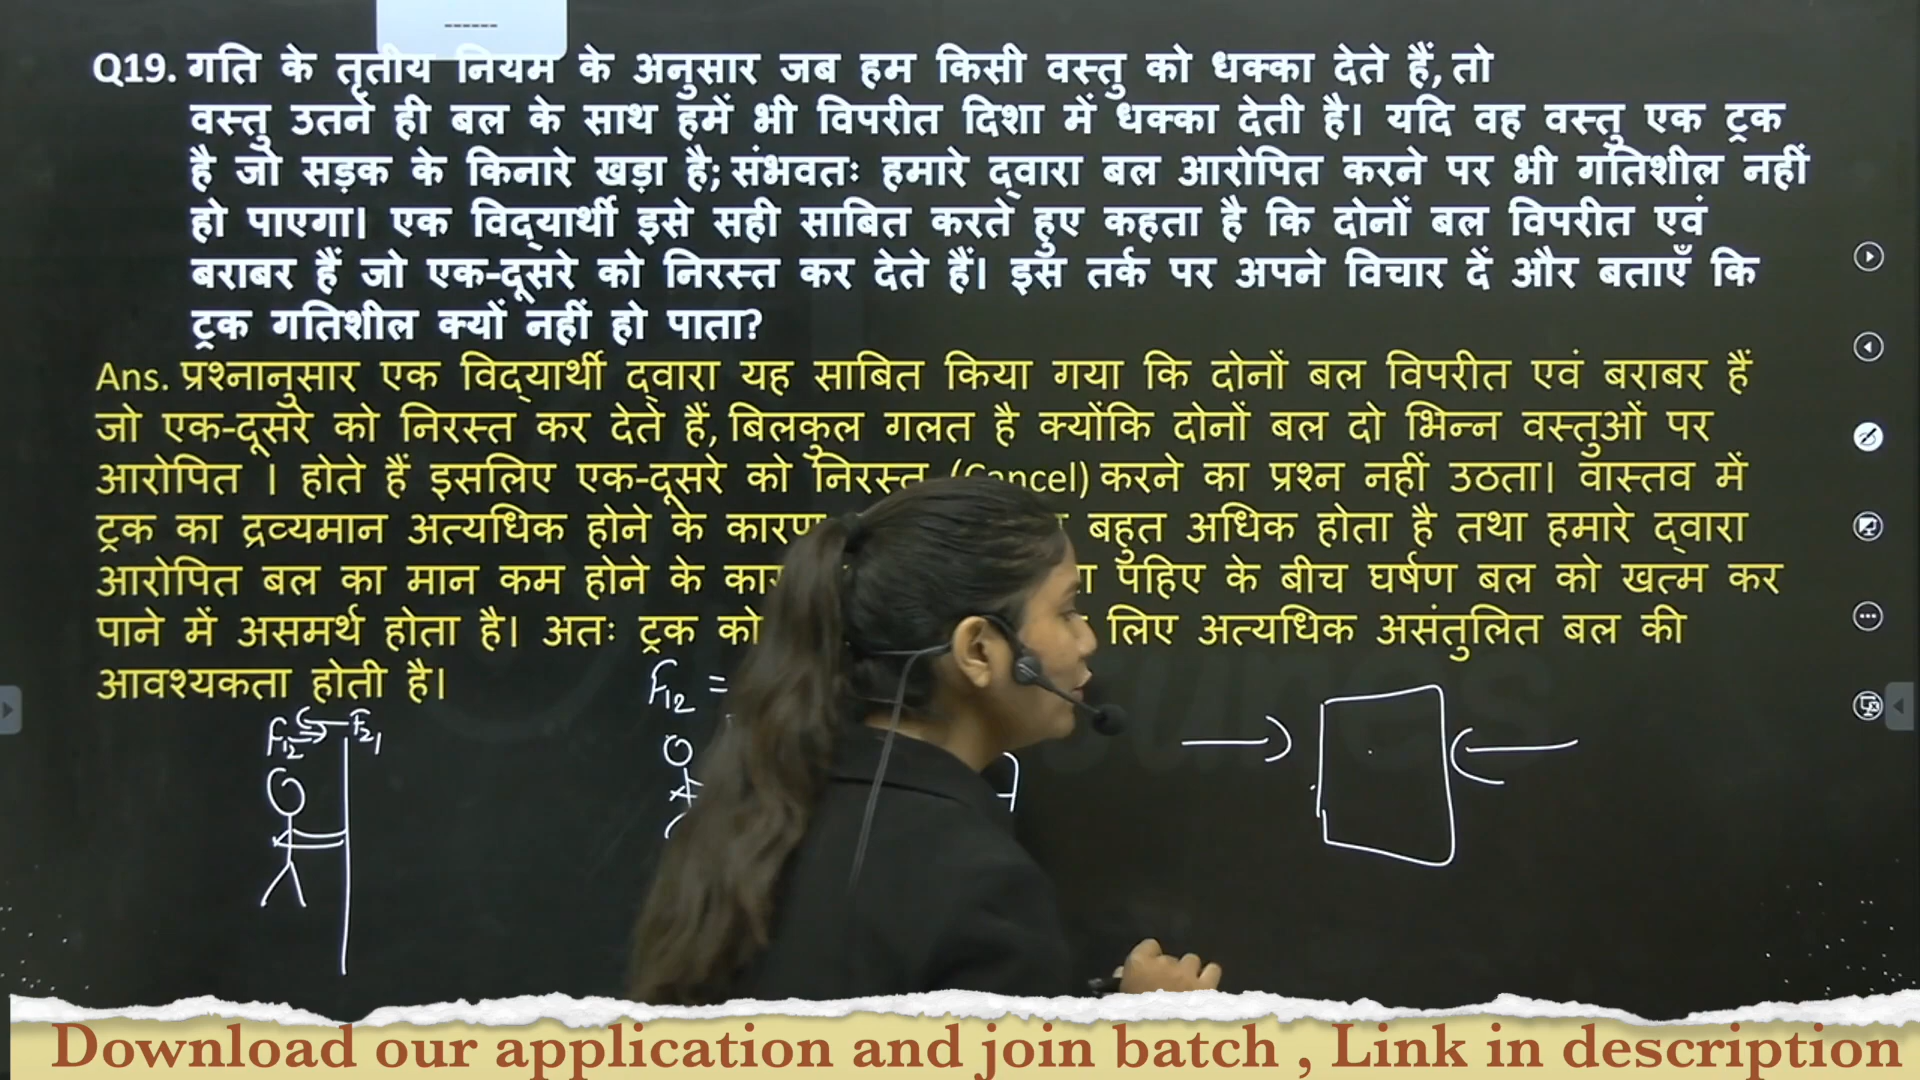 ------
Q19. गति के तृतीय नियम के अनुसार जब हम किसी वस्तु को धक्का देते हैं, तो
वस्तु उतने ही बल के साथ हमें भी विपरीत दिशा में धक्का देती है। यदि वह वस्तु एक ट्रक
है जो सड़क के किनारे खड़ा है; संभवतः हमारे द्वारा बल आरोपित करने पर भी गतिशील नहीं
हो पाएगा। एक विद्यार्थी इसे सही साबित करते हुए कहता है कि दोनों बल विपरीत एवं
बराबर हैं जो एक-दूसरे को निरस्त कर देते हैं। इस तर्क पर अपने विचार दें और बताएँ कि
ट्रक गतिशील क्यों नहीं हो पाता?
Ans. प्रश्नानुसार एक विद्यार्थी द्वारा यह साबित किया गया कि दोनों बल विपरीत एवं बराबर हैं
जो एक-दूसरे को निरस्त कर देते हैं, बिलकुल गलत है क्योंकि दोनों बल दो भिन्न वस्तुओं पर
आरोपित । होते हैं इसलिए एक-दूसरे को निरस्त (Cancel) करने का प्रश्न नहीं उठता। वास्तव में
ट्रक का द्रव्यमान अत्यधिक होने के कारण बहुत अधिक होता है तथा हमारे द्वारा
आरोपित बल का मान कम होने के पहिए के बीच घर्षण बल को खत्म कर
पाने में असमर्थ होता है। अतः ट्रक को लिए अत्यधिक असंतुलित बल की
आवश्यकता होती है।
F12 =
F12 F21
Download our application and join batch , Link in description